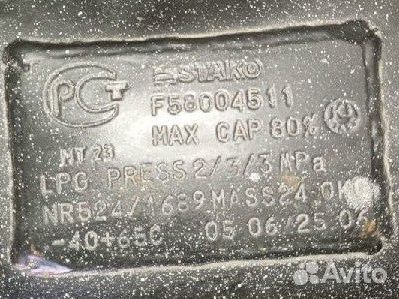 РСТ STAKO
F58004511
MAX CAP 80%
MT 23
LPG PRESS 2/3/3 MPa
NR524/1689 MASS24.0KG
-40+65C 05 06/25 06
Avito